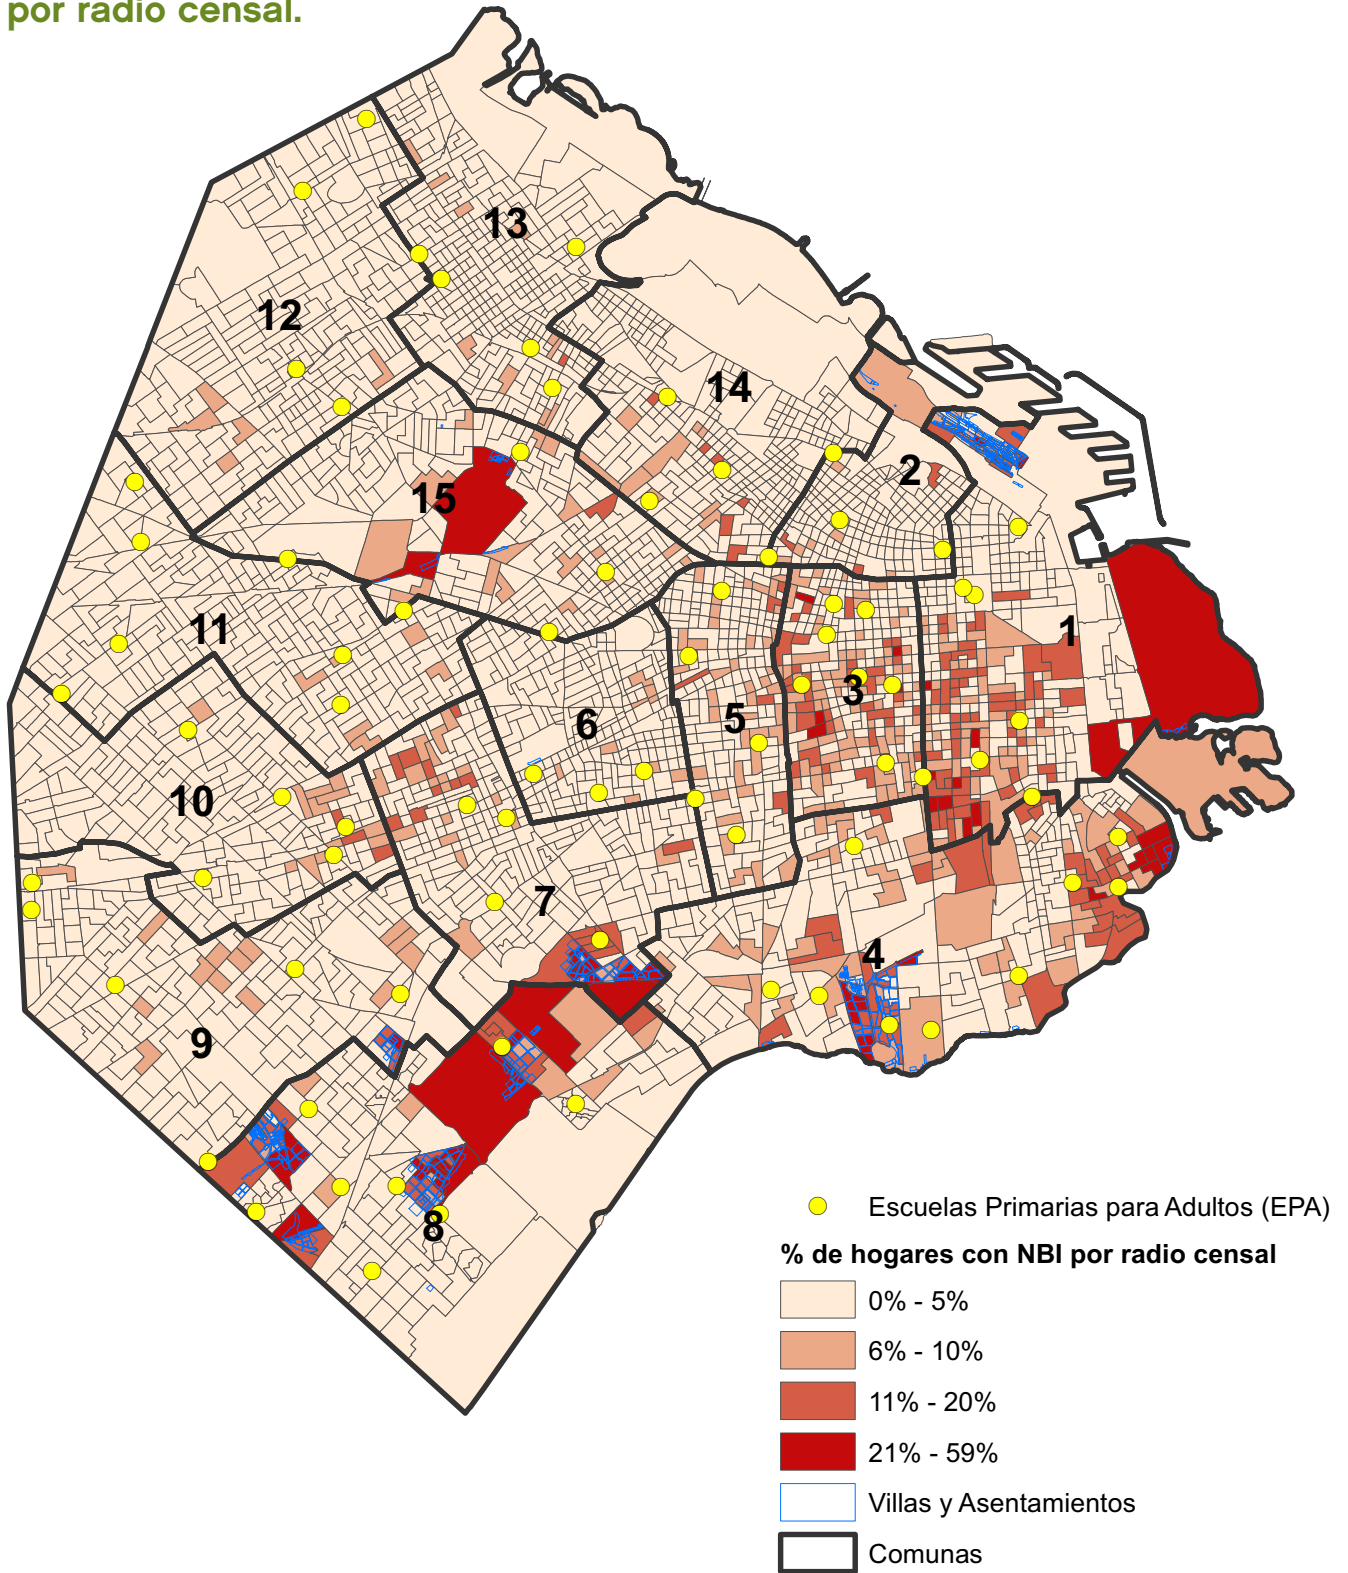 por radio censal.
13
12
14
2
15
11
1
3
6
5
10
7
4
9
8
Escuelas Primarias para Adultos (EPA)
% de hogares con NBI por radio censal
0% - 5%
6% - 10%
11% - 20%
21% - 59%
Villas y Asentamientos
Comunas